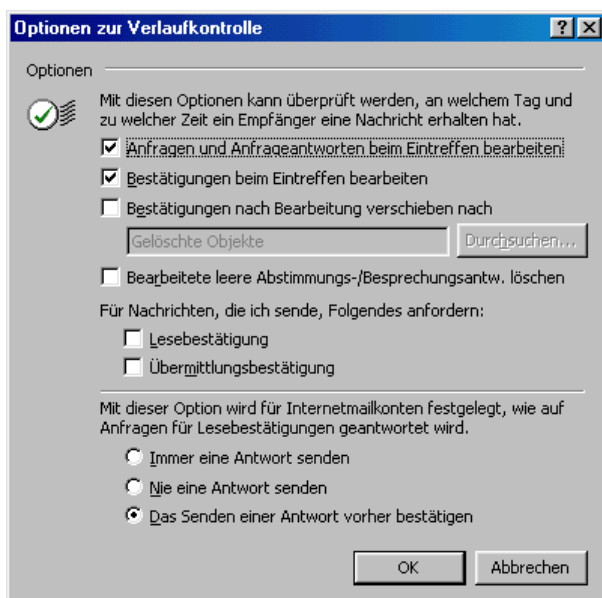 Optionen zur Verlaufkontrolle
Optionen
Mit diesen Optionen kann überprüft werden, an welchem Tag und
zu welcher Zeit ein Empfänger eine Nachricht erhalten hat.
Anfragen und Anfrageantworten beim Eintreffen bearbeiten
Bestätigungen beim Eintreffen bearbeiten
Bestätigungen nach Bearbeitung verschieben nach
Gelöschte Objekte
Durchsuchen...
Bearbeitete leere Abstimmungs-/Besprechungsantw. löschen
Für Nachrichten, die ich sende, Folgendes anfordern:
Lesebestätigung
Übermittlungsbestätigung
Mit dieser Option wird für Internetmailkonten festgelegt, wie auf
Anfragen für Lesebestätigungen geantwortet wird.
Immer eine Antwort senden
Nie eine Antwort senden
Das Senden einer Antwort vorher bestätigen
OK
Abbrechen